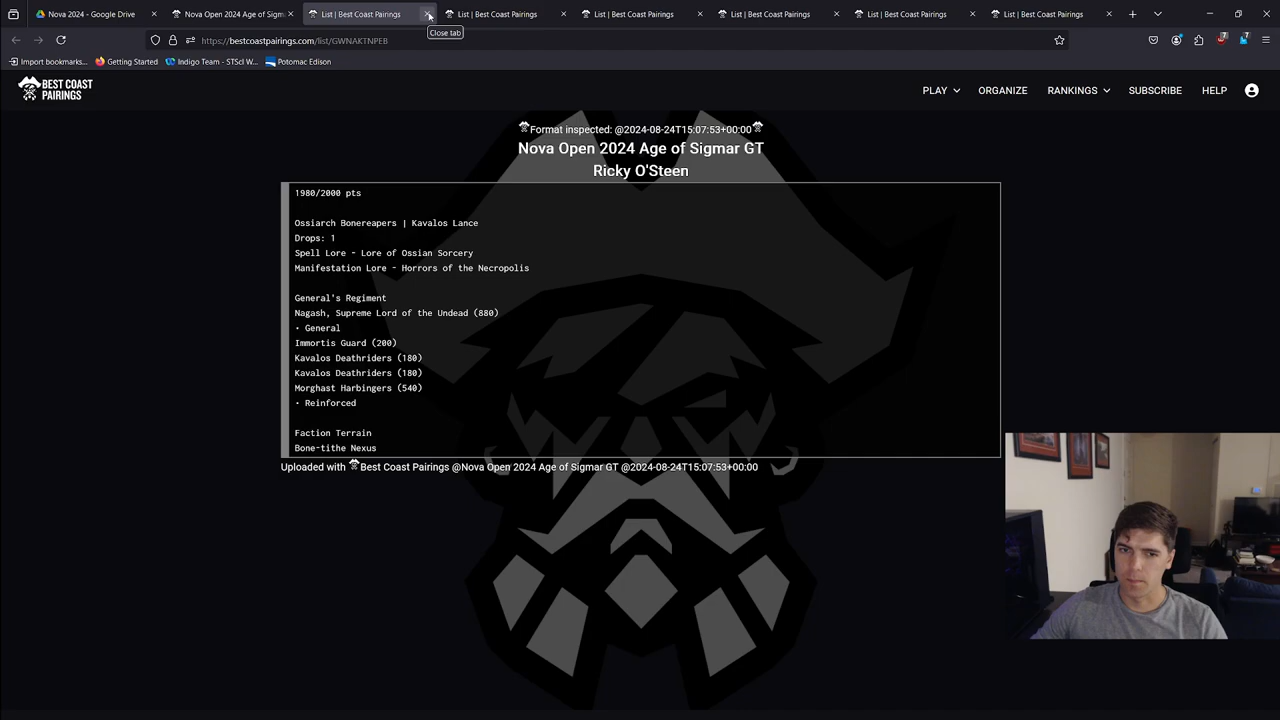 Nova 2024 - Google Drive
Nova Open 2024 Age of Sigm
List | Best Coast Pairings
List | Best Coast Pairings
List | Best Coast Pairings
List | Best Coast Pairings
List | Best Coast Pairings
List | Best Coast Pairings
Close tab
https://bestcoastpairings.com/list/GWNAKTNPEB
Import bookmarks...
Getting Started
Indigo Team - STScI W...
Potomac Edison
BEST COAST
PAIRINGS
PLAY
ORGANIZE
RANKINGS
SUBSCRIBE
HELP
Format inspected: @2024-08-24T15:07:53+00:00
Nova Open 2024 Age of Sigmar GT
Ricky O'Steen
1980/2000 pts
Ossiarch Bonereapers | Kavalos Lance
Drops: 1
Spell Lore - Lore of Ossian Sorcery
Manifestation Lore - Horrors of the Necropolis
General's Regiment
Nagash, Supreme Lord of the Undead (880)
• General
Immortis Guard (200)
Kavalos Deathriders (180)
Kavalos Deathriders (180)
Morghast Harbingers (540)
• Reinforced
Faction Terrain
Bone-tithe Nexus
Uploaded with Best Coast Pairings @Nova Open 2024 Age of Sigmar GT @2024-08-24T15:07:53+00:00